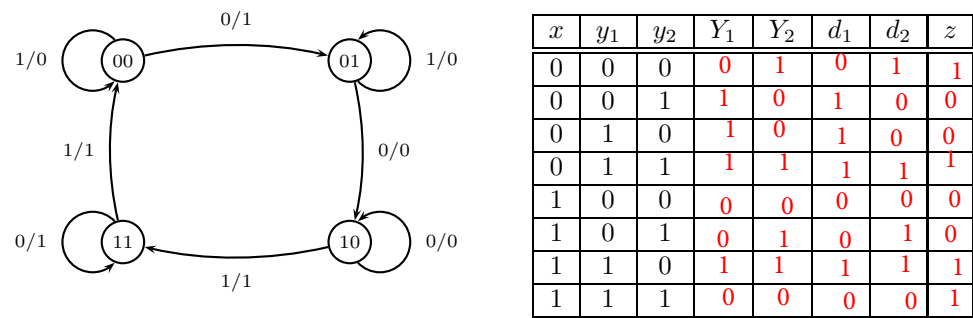 0/1
1/0 00 01 1/0
1/1 0/0
0/1 11 10 0/0
1/1
x y₁ y₂ Y₁ Y₂ d₁ d₂ z
0 0 0 0 1 0 1 1
0 0 1 1 0 1 0 0
0 1 0 1 0 1 0 0
0 1 1 1 1 1 1 1
1 0 0 0 0 0 0 0
1 0 1 0 1 0 1 0
1 1 0 1 1 1 1 1
1 1 1 0 0 0 0 1